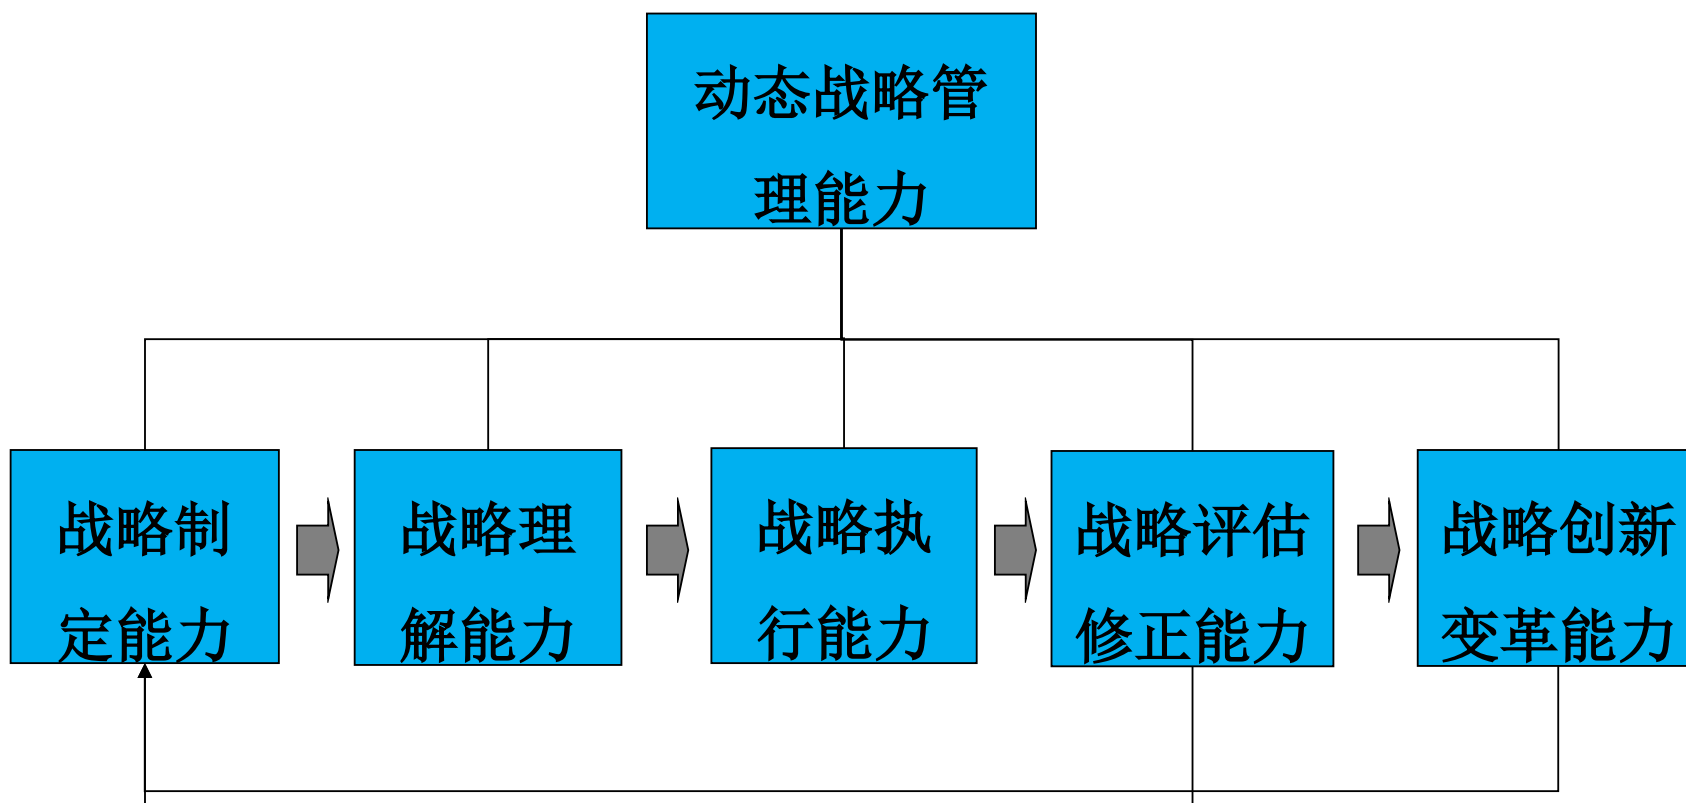 动态战略管
理能力
战略制
定能力
战略理
解能力
战略执
行能力
战略评估
修正能力
战略创新
变革能力